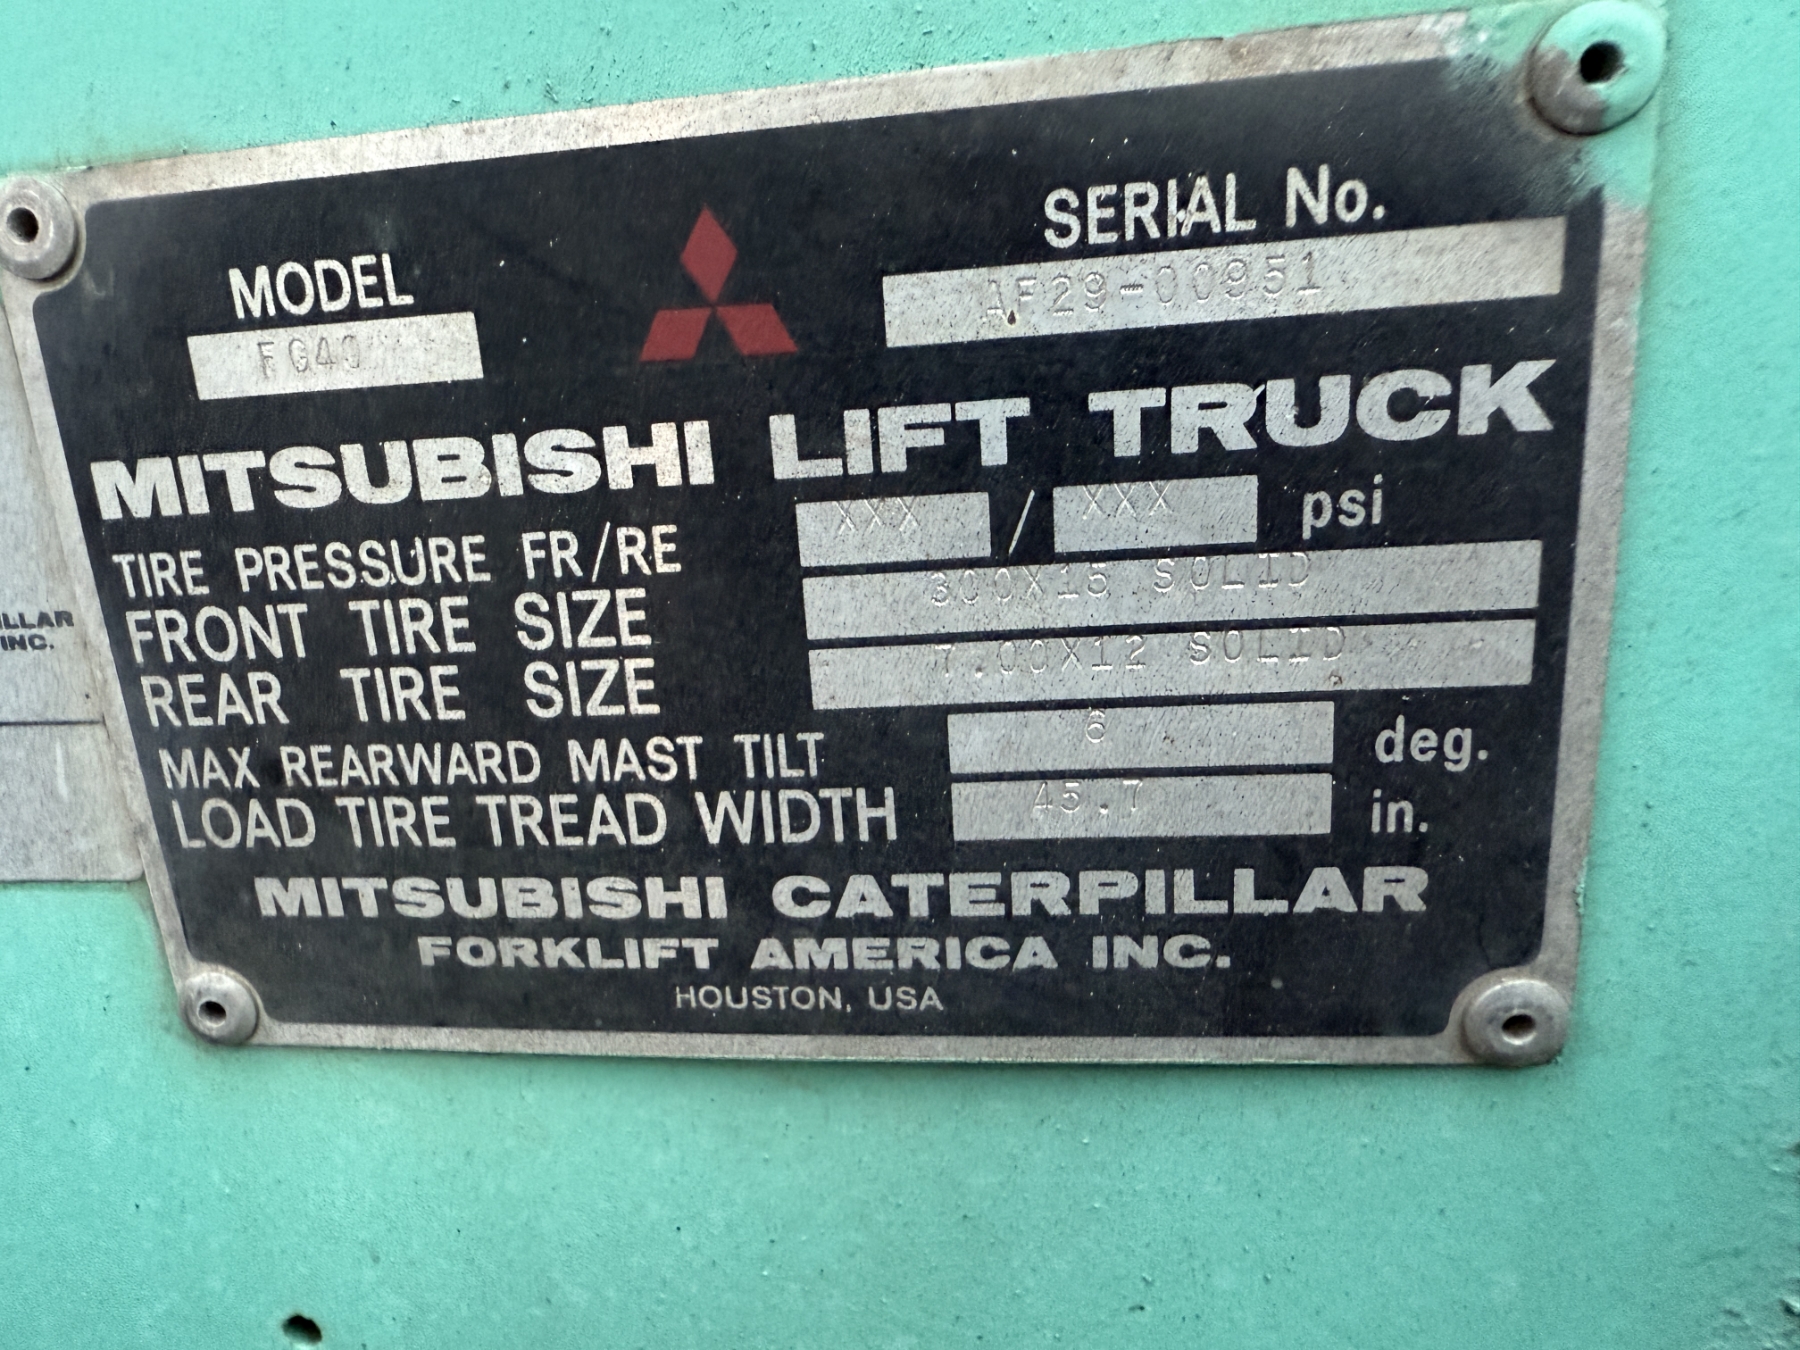 MODEL
FG40
SERIAL No.
AF29-00951
MITSUBISHI LIFT TRUCK
TIRE PRESSURE FR/RE XXX / XXX psi
FRONT TIRE SIZE 300X15 SOLID
REAR TIRE SIZE 7.00X12 SOLID
MAX REARWARD MAST TILT 6 deg.
LOAD TIRE TREAD WIDTH 45.7 in.
MITSUBISHI CATERPILLAR
FORKLIFT AMERICA INC.
HOUSTON, USA
ILLAR
INC.